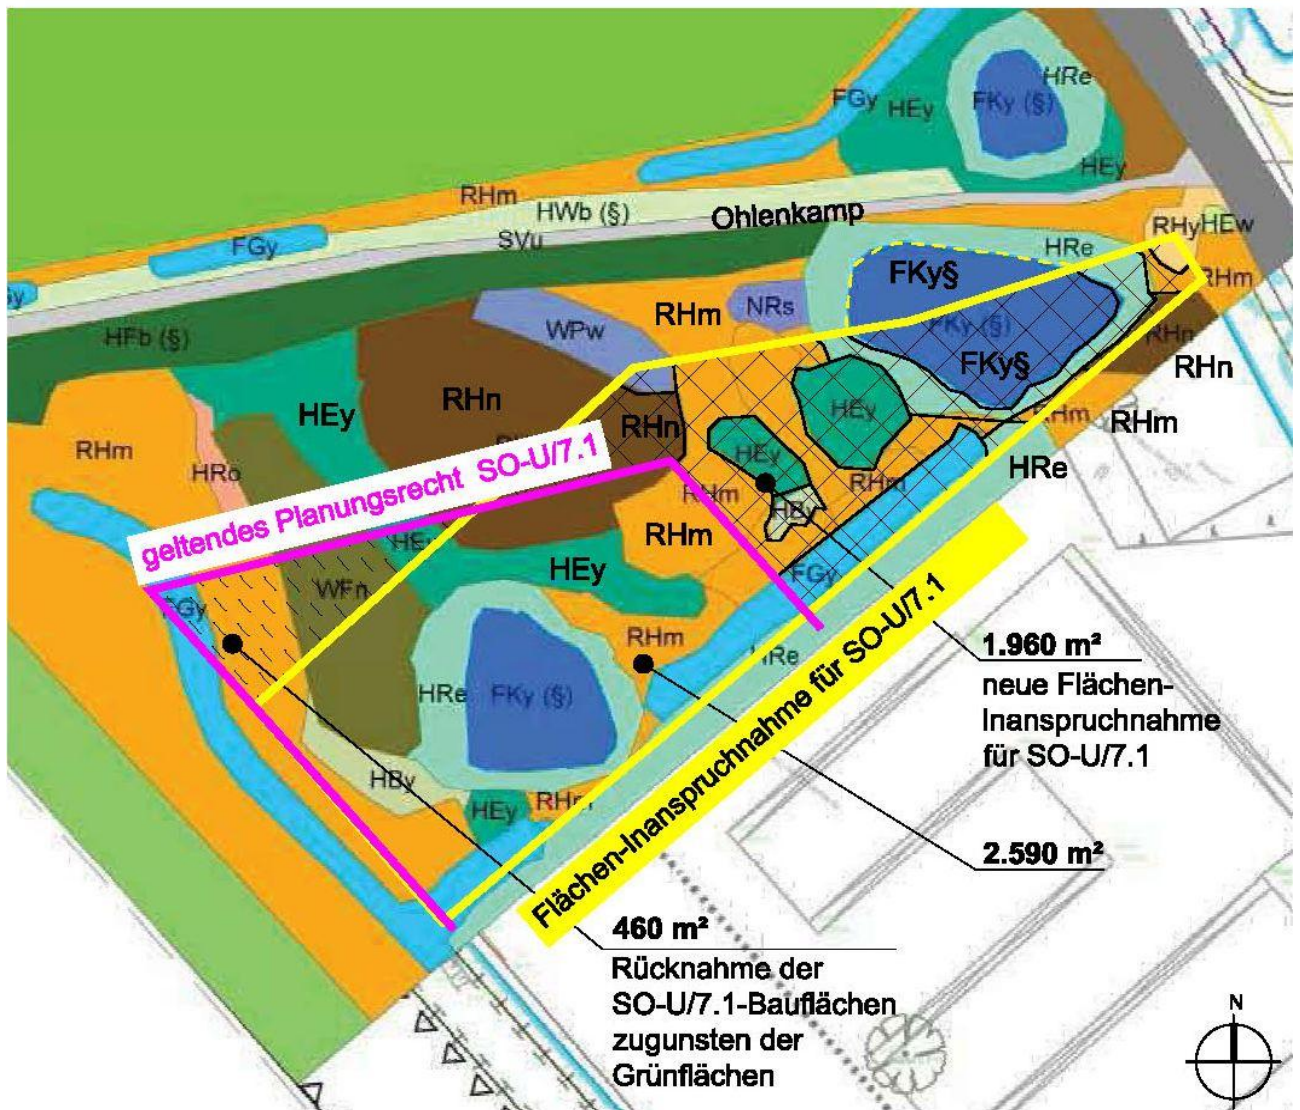 HRe
FKy (§)
FGy
HEy
HEy
RHm
HWb (§)
Ohlenkamp
FGy
SVu
HRe
RHy
HEw
RHm
FKy§
FKy (§)
FKy§
NRs
RHm
WPw
HFb (§)
RHn
RHn
HEy
RHn
RHn
HEy
RHm
RHm
RHm
HRo
HEy
HRe
geltendes Planungsrecht SO-U/7.1
RHm
RHm
HBy
RHm
HEy
WFn
FGy
FGy
RHm
HRe
HRe
FKy (§)
HBy
HEy
RHm
Flächen-Inanspruchnahme für SO-U/7.1
1.960 m²
neue Flächen-
Inanspruchnahme
für SO-U/7.1
2.590 m²
460 m²
Rücknahme der
SO-U/7.1-Bauflächen
zugunsten der
Grünflächen
N